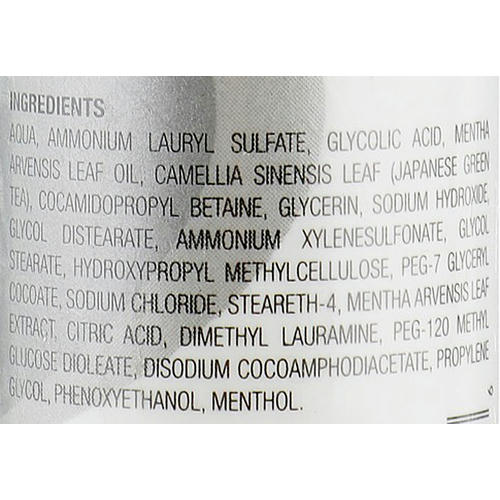 INGREDIENTS
AQUA, AMMONIUM LAURYL SULFATE, GLYCOLIC ACID, MENTHA
ARVENSIS LEAF OIL, CAMELLIA SINENSIS LEAF (JAPANESE GREEN
TEA), COCAMIDOPROPYL BETAINE, GLYCERIN, SODIUM HYDROXIDE,
GLYCOL DISTEARATE, AMMONIUM XYLENESULFONATE, GLYCOL
STEARATE, HYDROXYPROPYL METHYLCELLULOSE, PEG-7 GLYCERYL
COCOATE, SODIUM CHLORIDE, STEARETH-4, MENTHA ARVENSIS LEAF
EXTRACT, CITRIC ACID, DIMETHYL LAURAMINE, PEG-120 METHYL
GLUCOSE DIOLEATE, DISODIUM COCOAMPHODIACETATE, PROPYLENE
GLYCOL, PHENOXYETHANOL, MENTHOL.